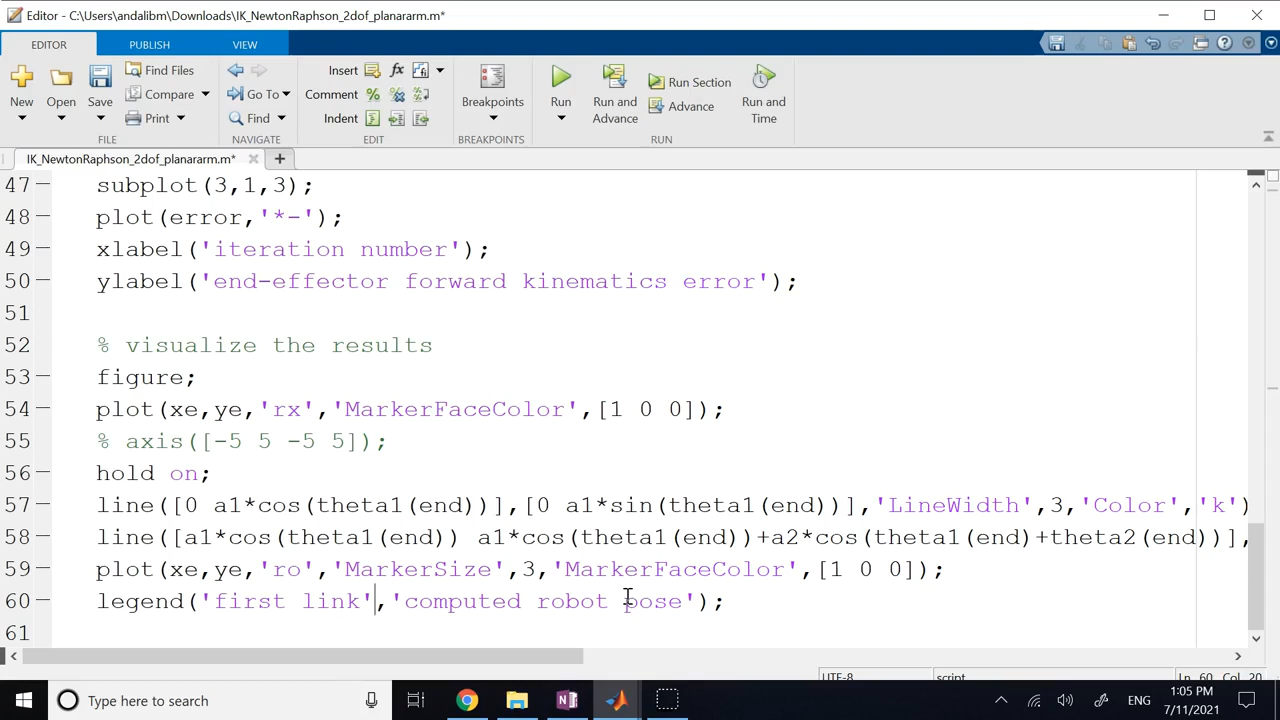 Editor - C:\Users\andalibm\Downloads\IK_NewtonRaphson_2dof_planararm.m*
EDITOR PUBLISH VIEW
New Open Save Find Files Compare Print FILE
Go To Find NAVIGATE
Insert fx Comment Indent EDIT
Breakpoints BREAKPOINTS
Run Run and Advance Run Section Advance Run and Time RUN
IK_NewtonRaphson_2dof_planararm.m* +
47 subplot(3,1,3);
48 plot(error,'*-');
49 xlabel('iteration number');
50 ylabel('end-effector forward kinematics error');
51
52 % visualize the results
53 figure;
54 plot(xe,ye,'rx','MarkerFaceColor',[1 0 0]);
55 % axis([-5 5 -5 5]);
56 hold on;
57 line([0 a1*cos(theta1(end))],[0 a1*sin(theta1(end))],'LineWidth',3,'Color','k')
58 line([a1*cos(theta1(end)) a1*cos(theta1(end))+a2*cos(theta1(end)+theta2(end))],
59 plot(xe,ye,'ro','MarkerSize',3,'MarkerFaceColor',[1 0 0]);
60 legend('first link','computed robot pose');
61
UTF-8 script Ln 60 Col 20
Type here to search
ENG
1:05 PM
7/11/2021